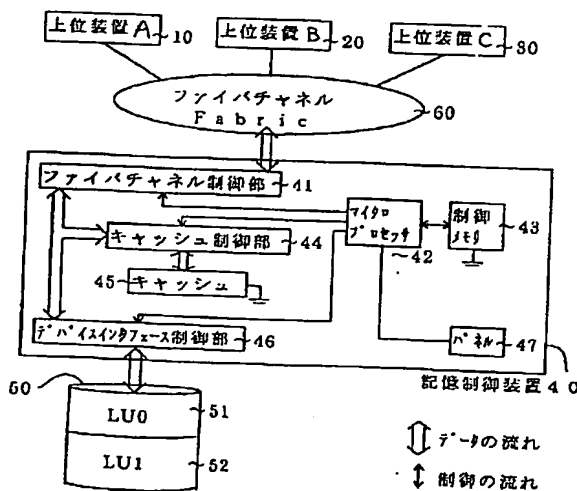 上位装置A
10
上位装置B
20
上位装置C
30
ファイバチャネル
Fabric
60
ファイバチャネル制御部
41
マイクロ
プロセッサ
42
制御
メモリ
43
キャッシュ制御部
44
45
キャッシュ
デバイスインタフェース制御部
46
パネル
47
記憶制御装置40
50
LU0
51
LU1
52
データの流れ
制御の流れ